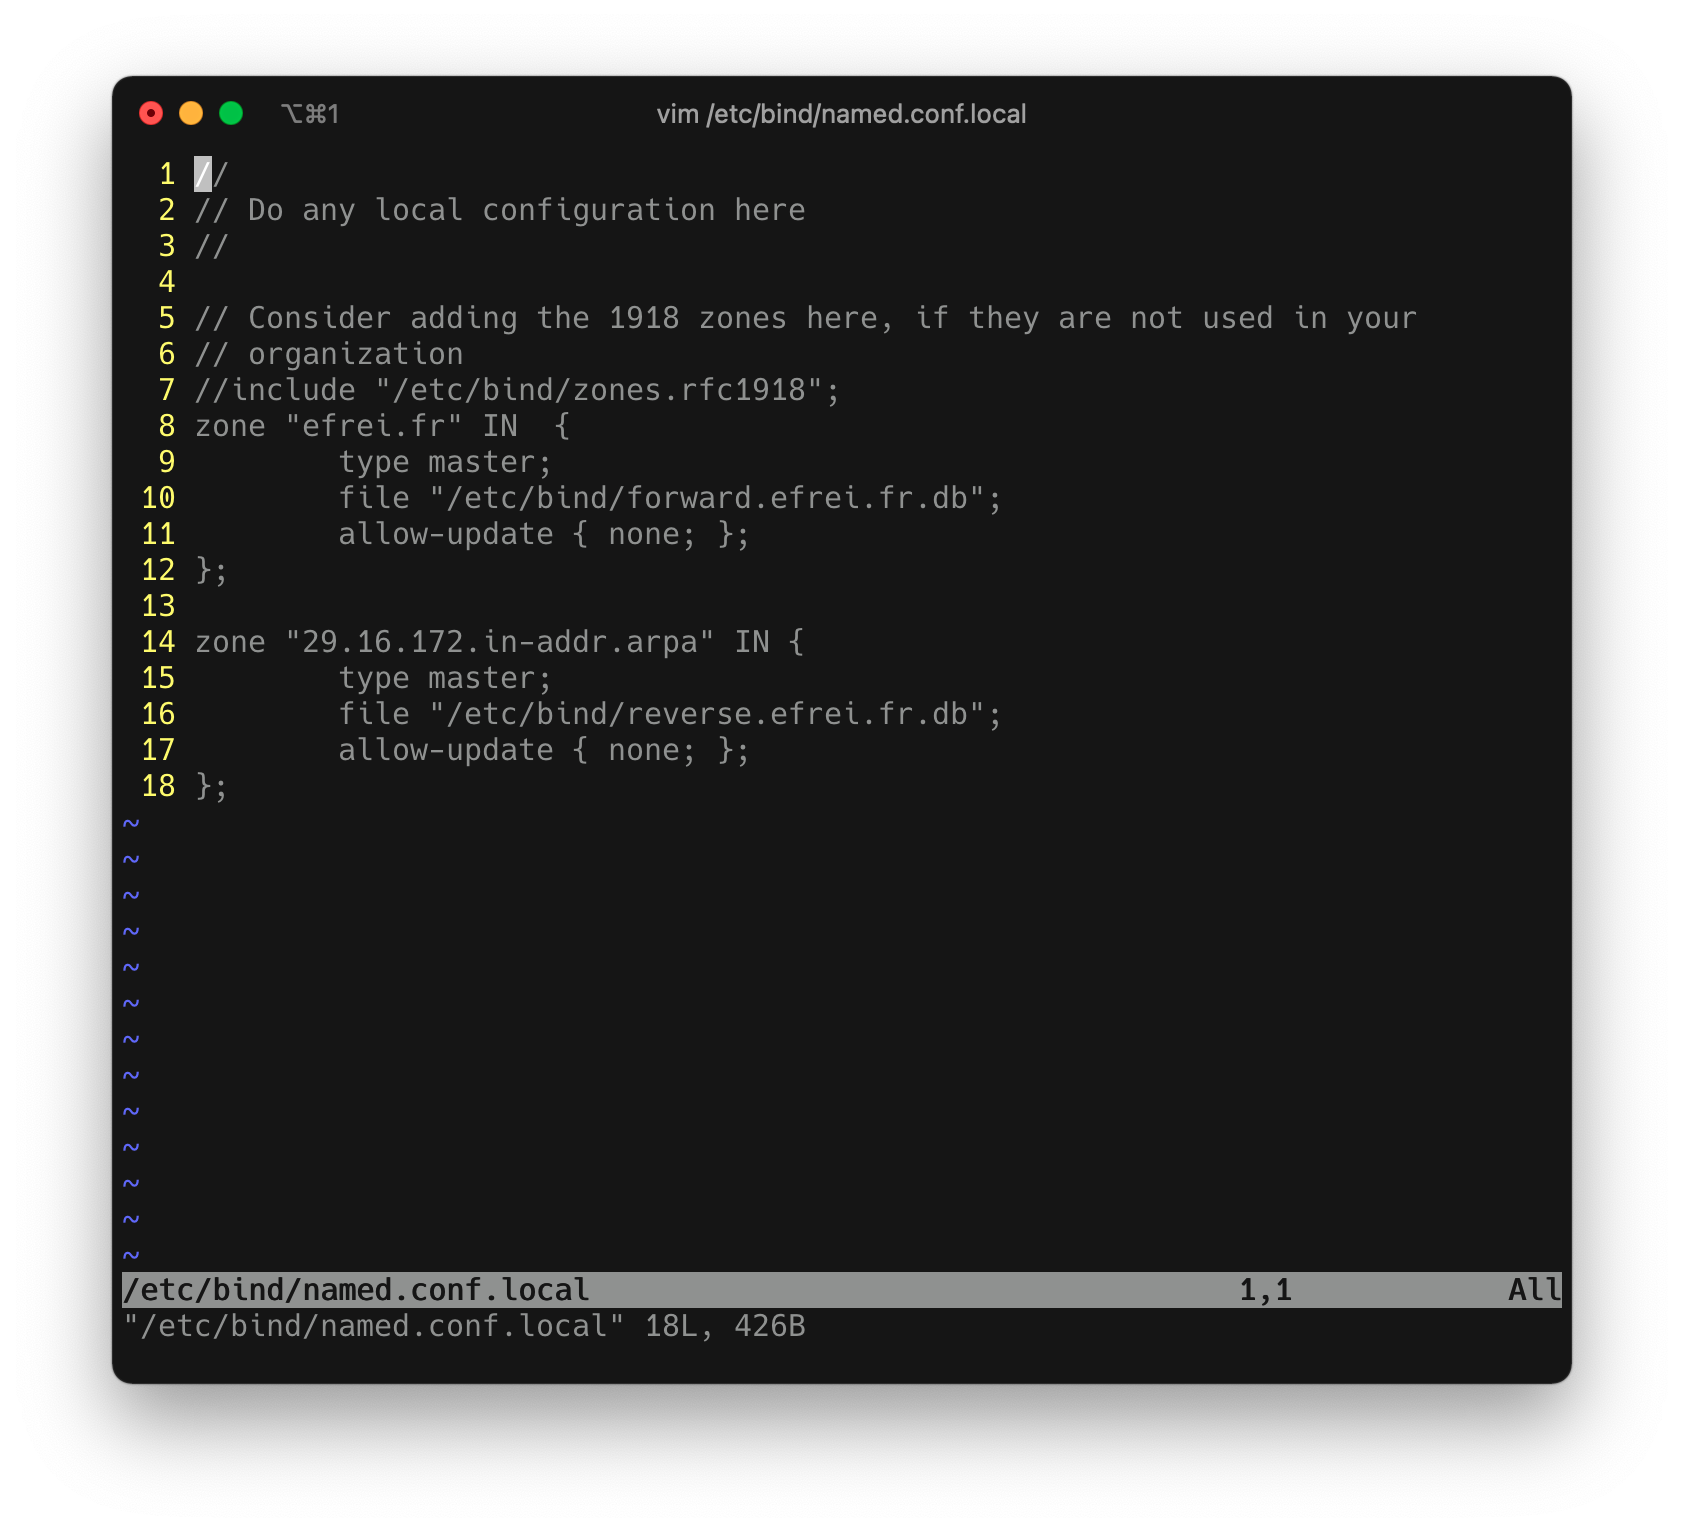 ⌥⌘1 vim /etc/bind/named.conf.local
1 //
2 // Do any local configuration here
3 //
4
5 // Consider adding the 1918 zones here, if they are not used in your
6 // organization
7 //include "/etc/bind/zones.rfc1918";
8 zone "efrei.fr" IN  {
9         type master;
10         file "/etc/bind/forward.efrei.fr.db";
11         allow-update { none; };
12 };
13
14 zone "29.16.172.in-addr.arpa" IN {
15         type master;
16         file "/etc/bind/reverse.efrei.fr.db";
17         allow-update { none; };
18 };
~
~
~
~
~
~
~
~
~
~
~
~
~
/etc/bind/named.conf.local 1,1 All
"/etc/bind/named.conf.local" 18L, 426B